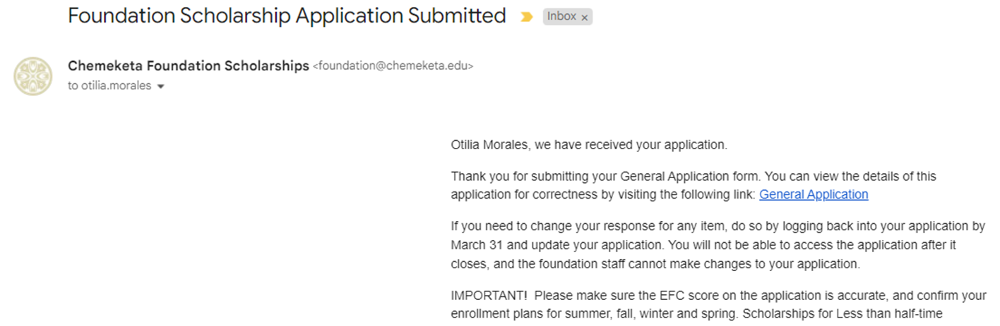 Foundation Scholarship Application Submitted
Inbox x
Chemeketa Foundation Scholarships <foundation@chemeketa.edu>
to otilia.morales
Otilia Morales, we have received your application.
Thank you for submitting your General Application form. You can view the details of this
application for correctness by visiting the following link: General Application
If you need to change your response for any item, do so by logging back into your application by
March 31 and update your application. You will not be able to access the application after it
closes, and the foundation staff cannot make changes to your application.
IMPORTANT!  Please make sure the EFC score on the application is accurate, and confirm your
enrollment plans for summer, fall, winter and spring. Scholarships for Less than half-time